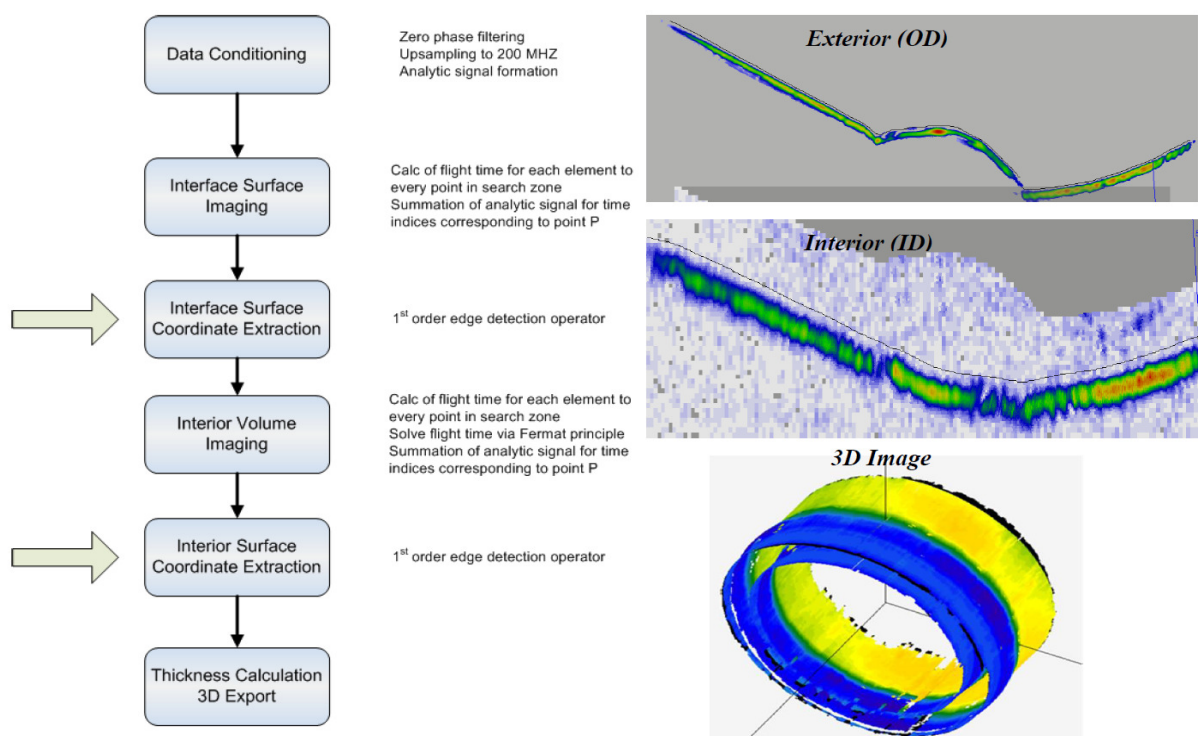 Data Conditioning
Zero phase filtering
Upsampling to 200 MHZ
Analytic signal formation
Interface Surface
Imaging
Calc of flight time for each element to
every point in search zone
Summation of analytic signal for time
indices corresponding to point P
Interface Surface
Coordinate Extraction
1st order edge detection operator
Interior Volume
Imaging
Calc of flight time for each element to
every point in search zone
Solve flight time via Fermat principle
Summation of analytic signal for time
indices corresponding to point P
Interior Surface
Coordinate Extraction
1st order edge detection operator
Thickness Calculation
3D Export
Exterior (OD)
Interior (ID)
3D Image